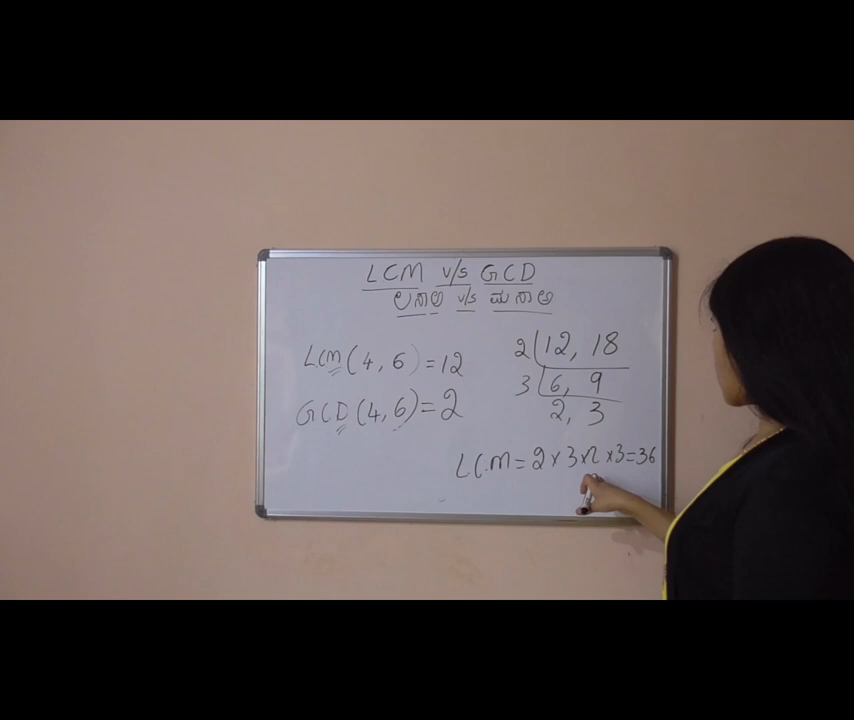 LCM v/s GCD
ಲಸಾಅ v/s ಮಸಾಅ
LCM(4, 6) = 12
GCD(4, 6) = 2
2 12, 18
3 6, 9
2, 3
L.C.M = 2 × 3 × 2 × 3 = 36